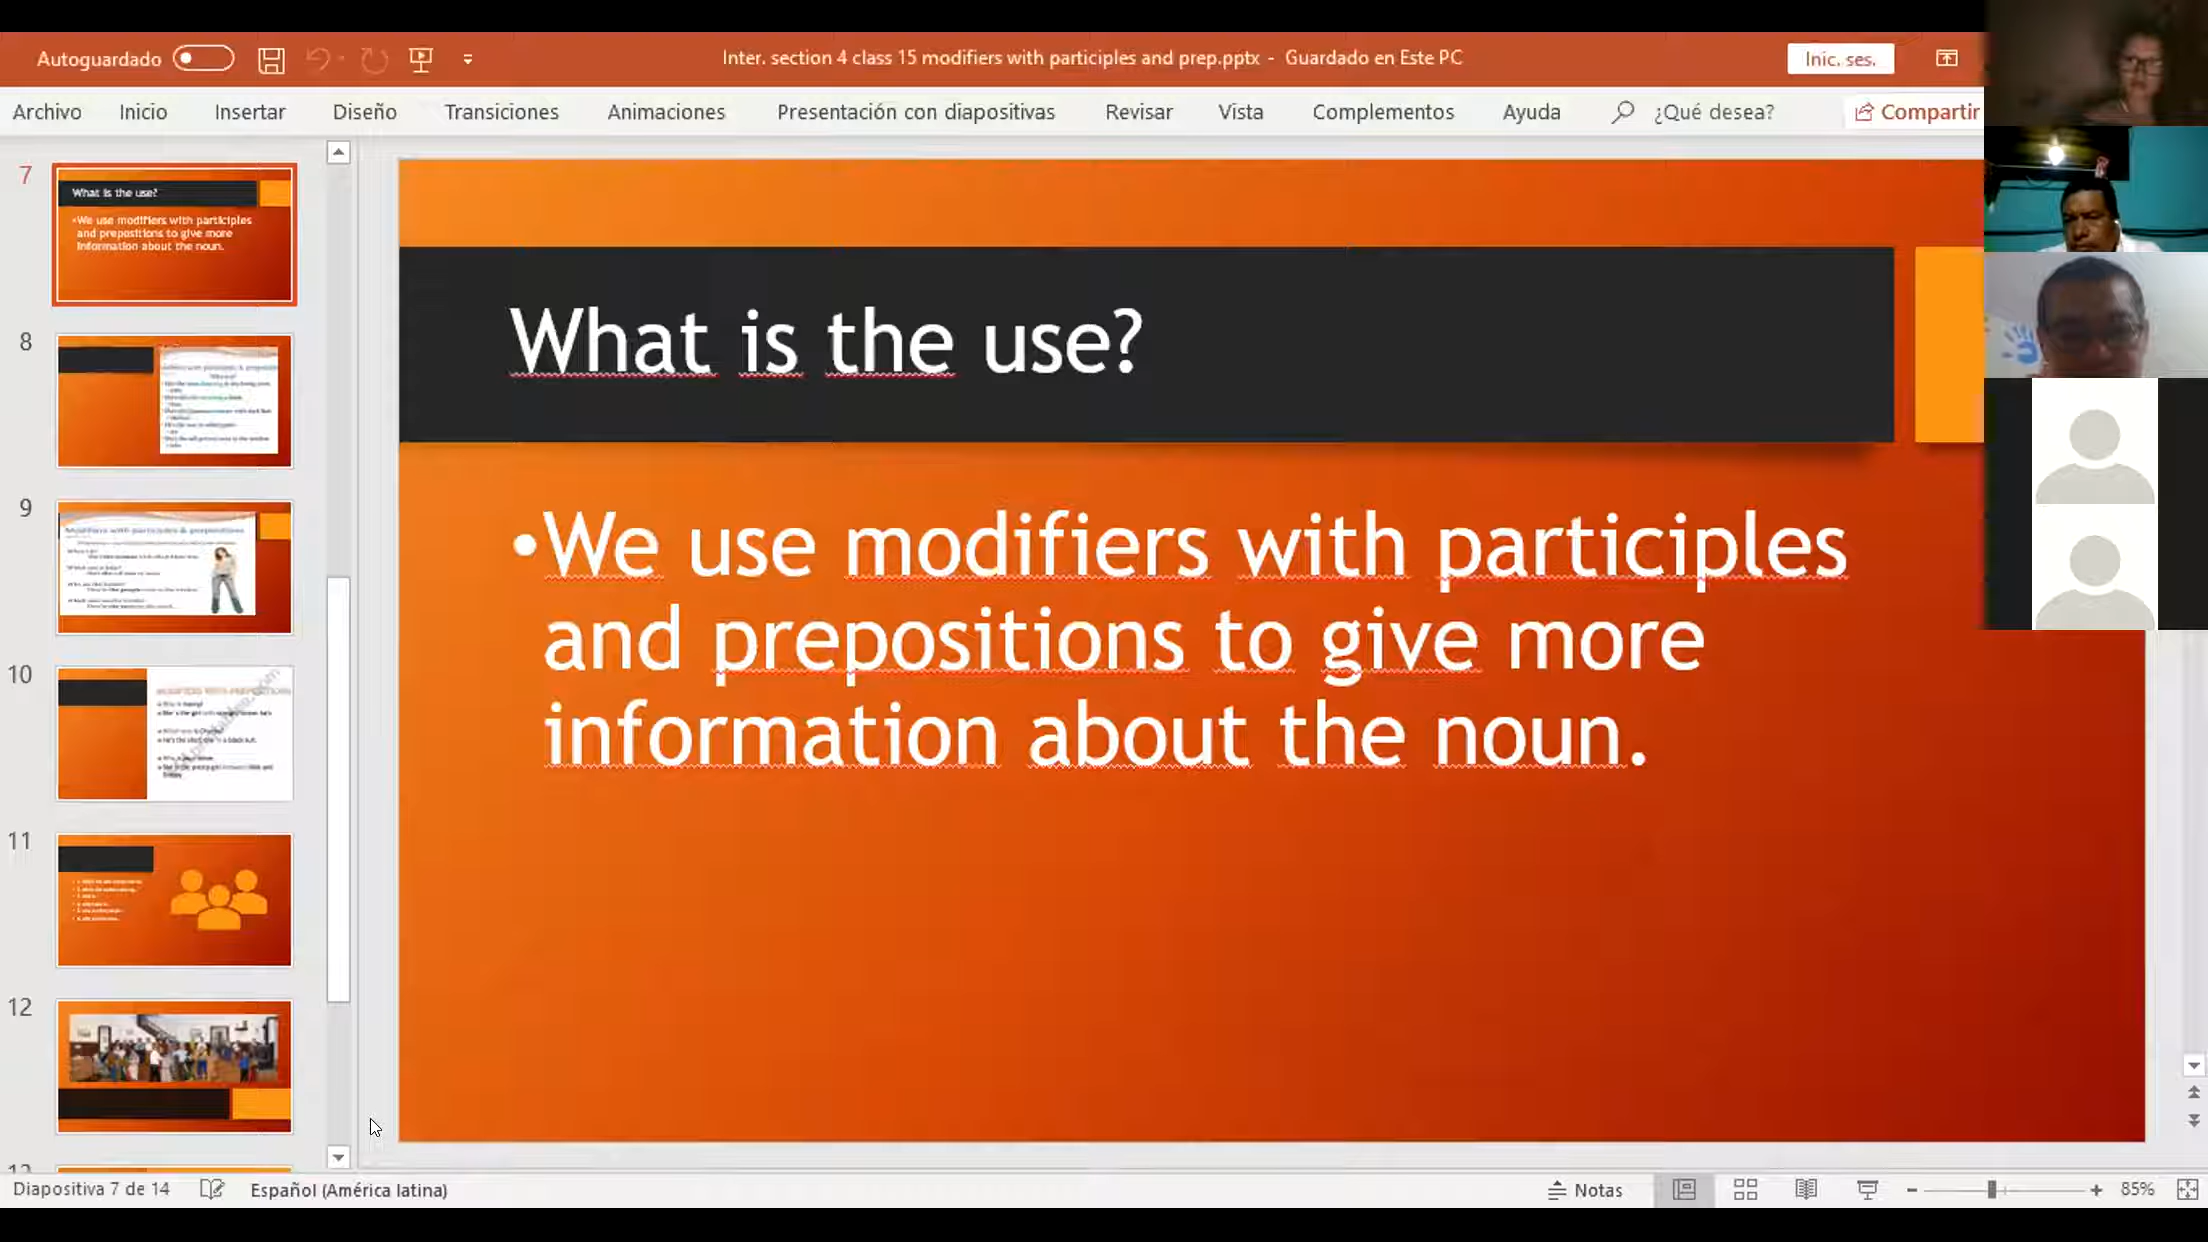 Autoguardado
Inter. section 4 class 15 modifiers with participles and prep.pptx - Guardado en Este PC
Inic. ses.
Archivo Inicio Insertar Diseño Transiciones Animaciones Presentación con diapositivas Revisar Vista Complementos Ayuda ¿Qué desea? Compartir
7
What is the use?
•We use modifiers with participles
and prepositions to give more
information about the noun.
8
9
Modifiers with participles & prepositions
10
11
12
What is the use?
•We use modifiers with participles
and prepositions to give more
information about the noun.
Diapositiva 7 de 14 Español (América latina) Notas 85%